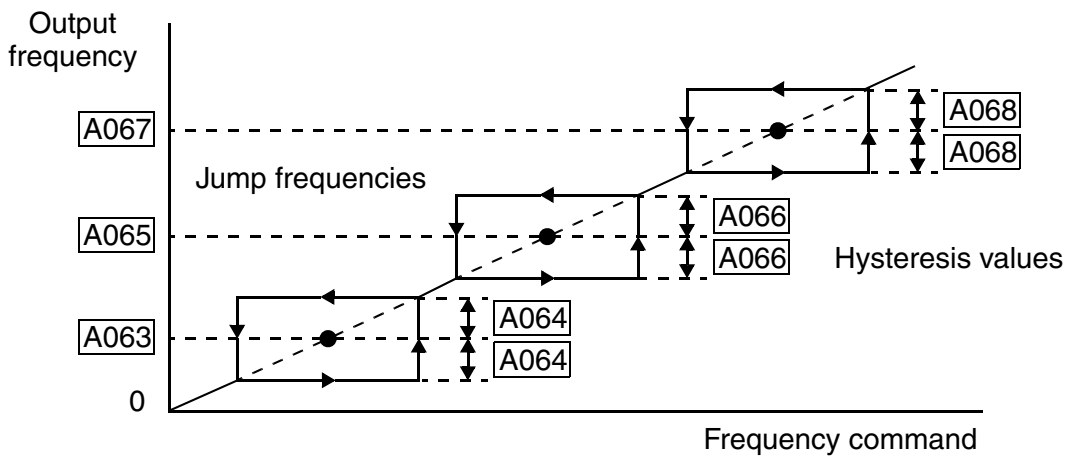 Output
frequency
A067
A068
A068
Jump frequencies
A065
A066
A066
Hysteresis values
A063
A064
A064
0
Frequency command